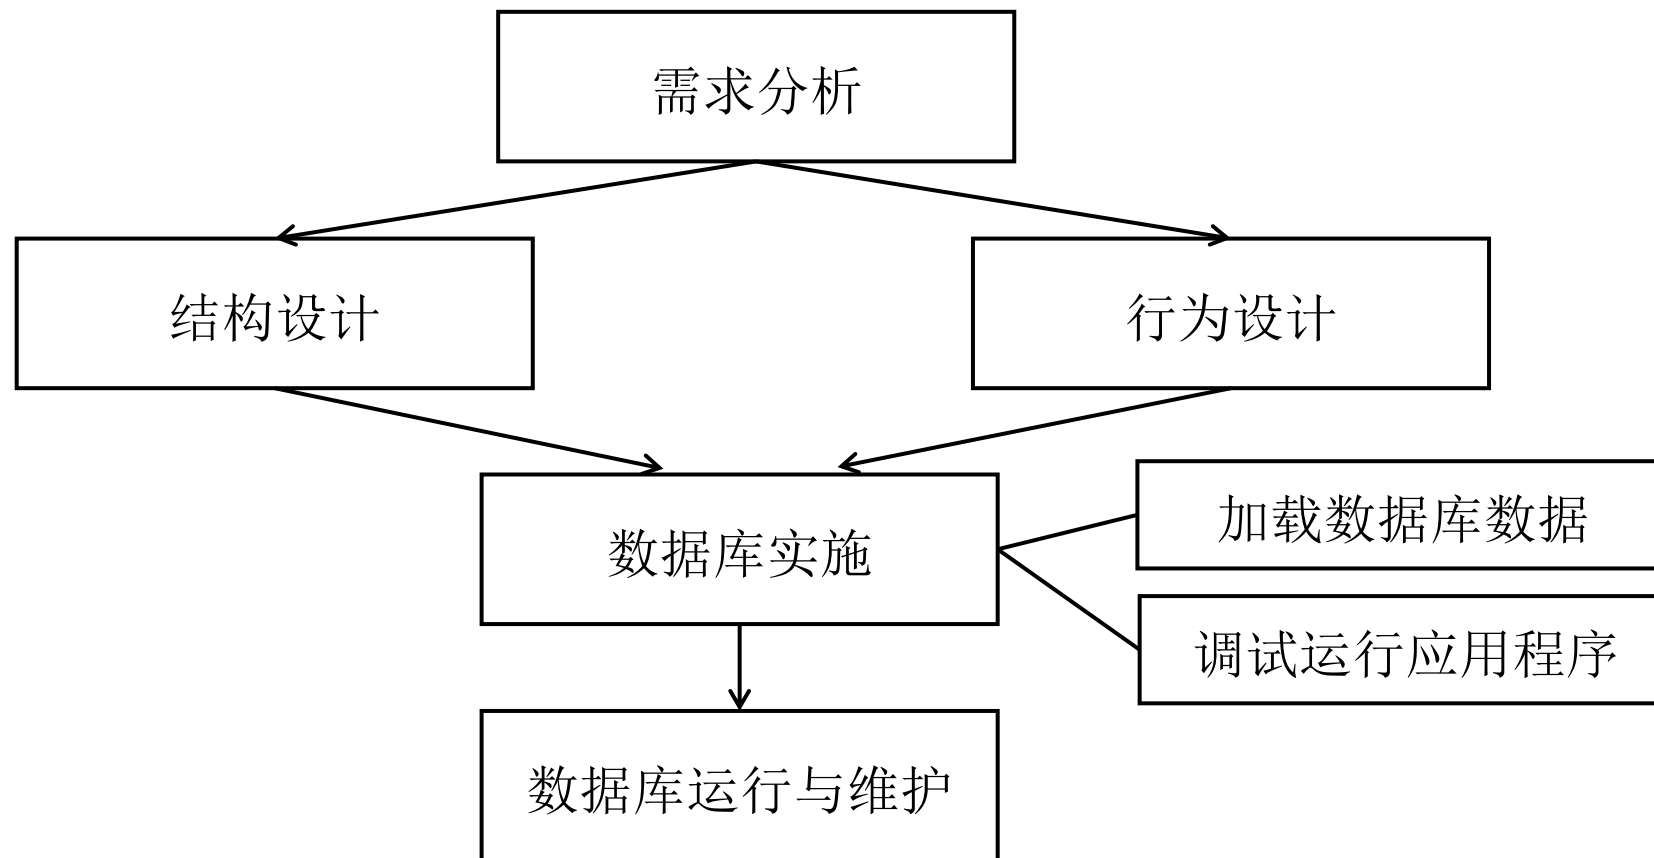 需求分析
结构设计
行为设计
数据库实施
加载数据库数据
调试运行应用程序
数据库运行与维护